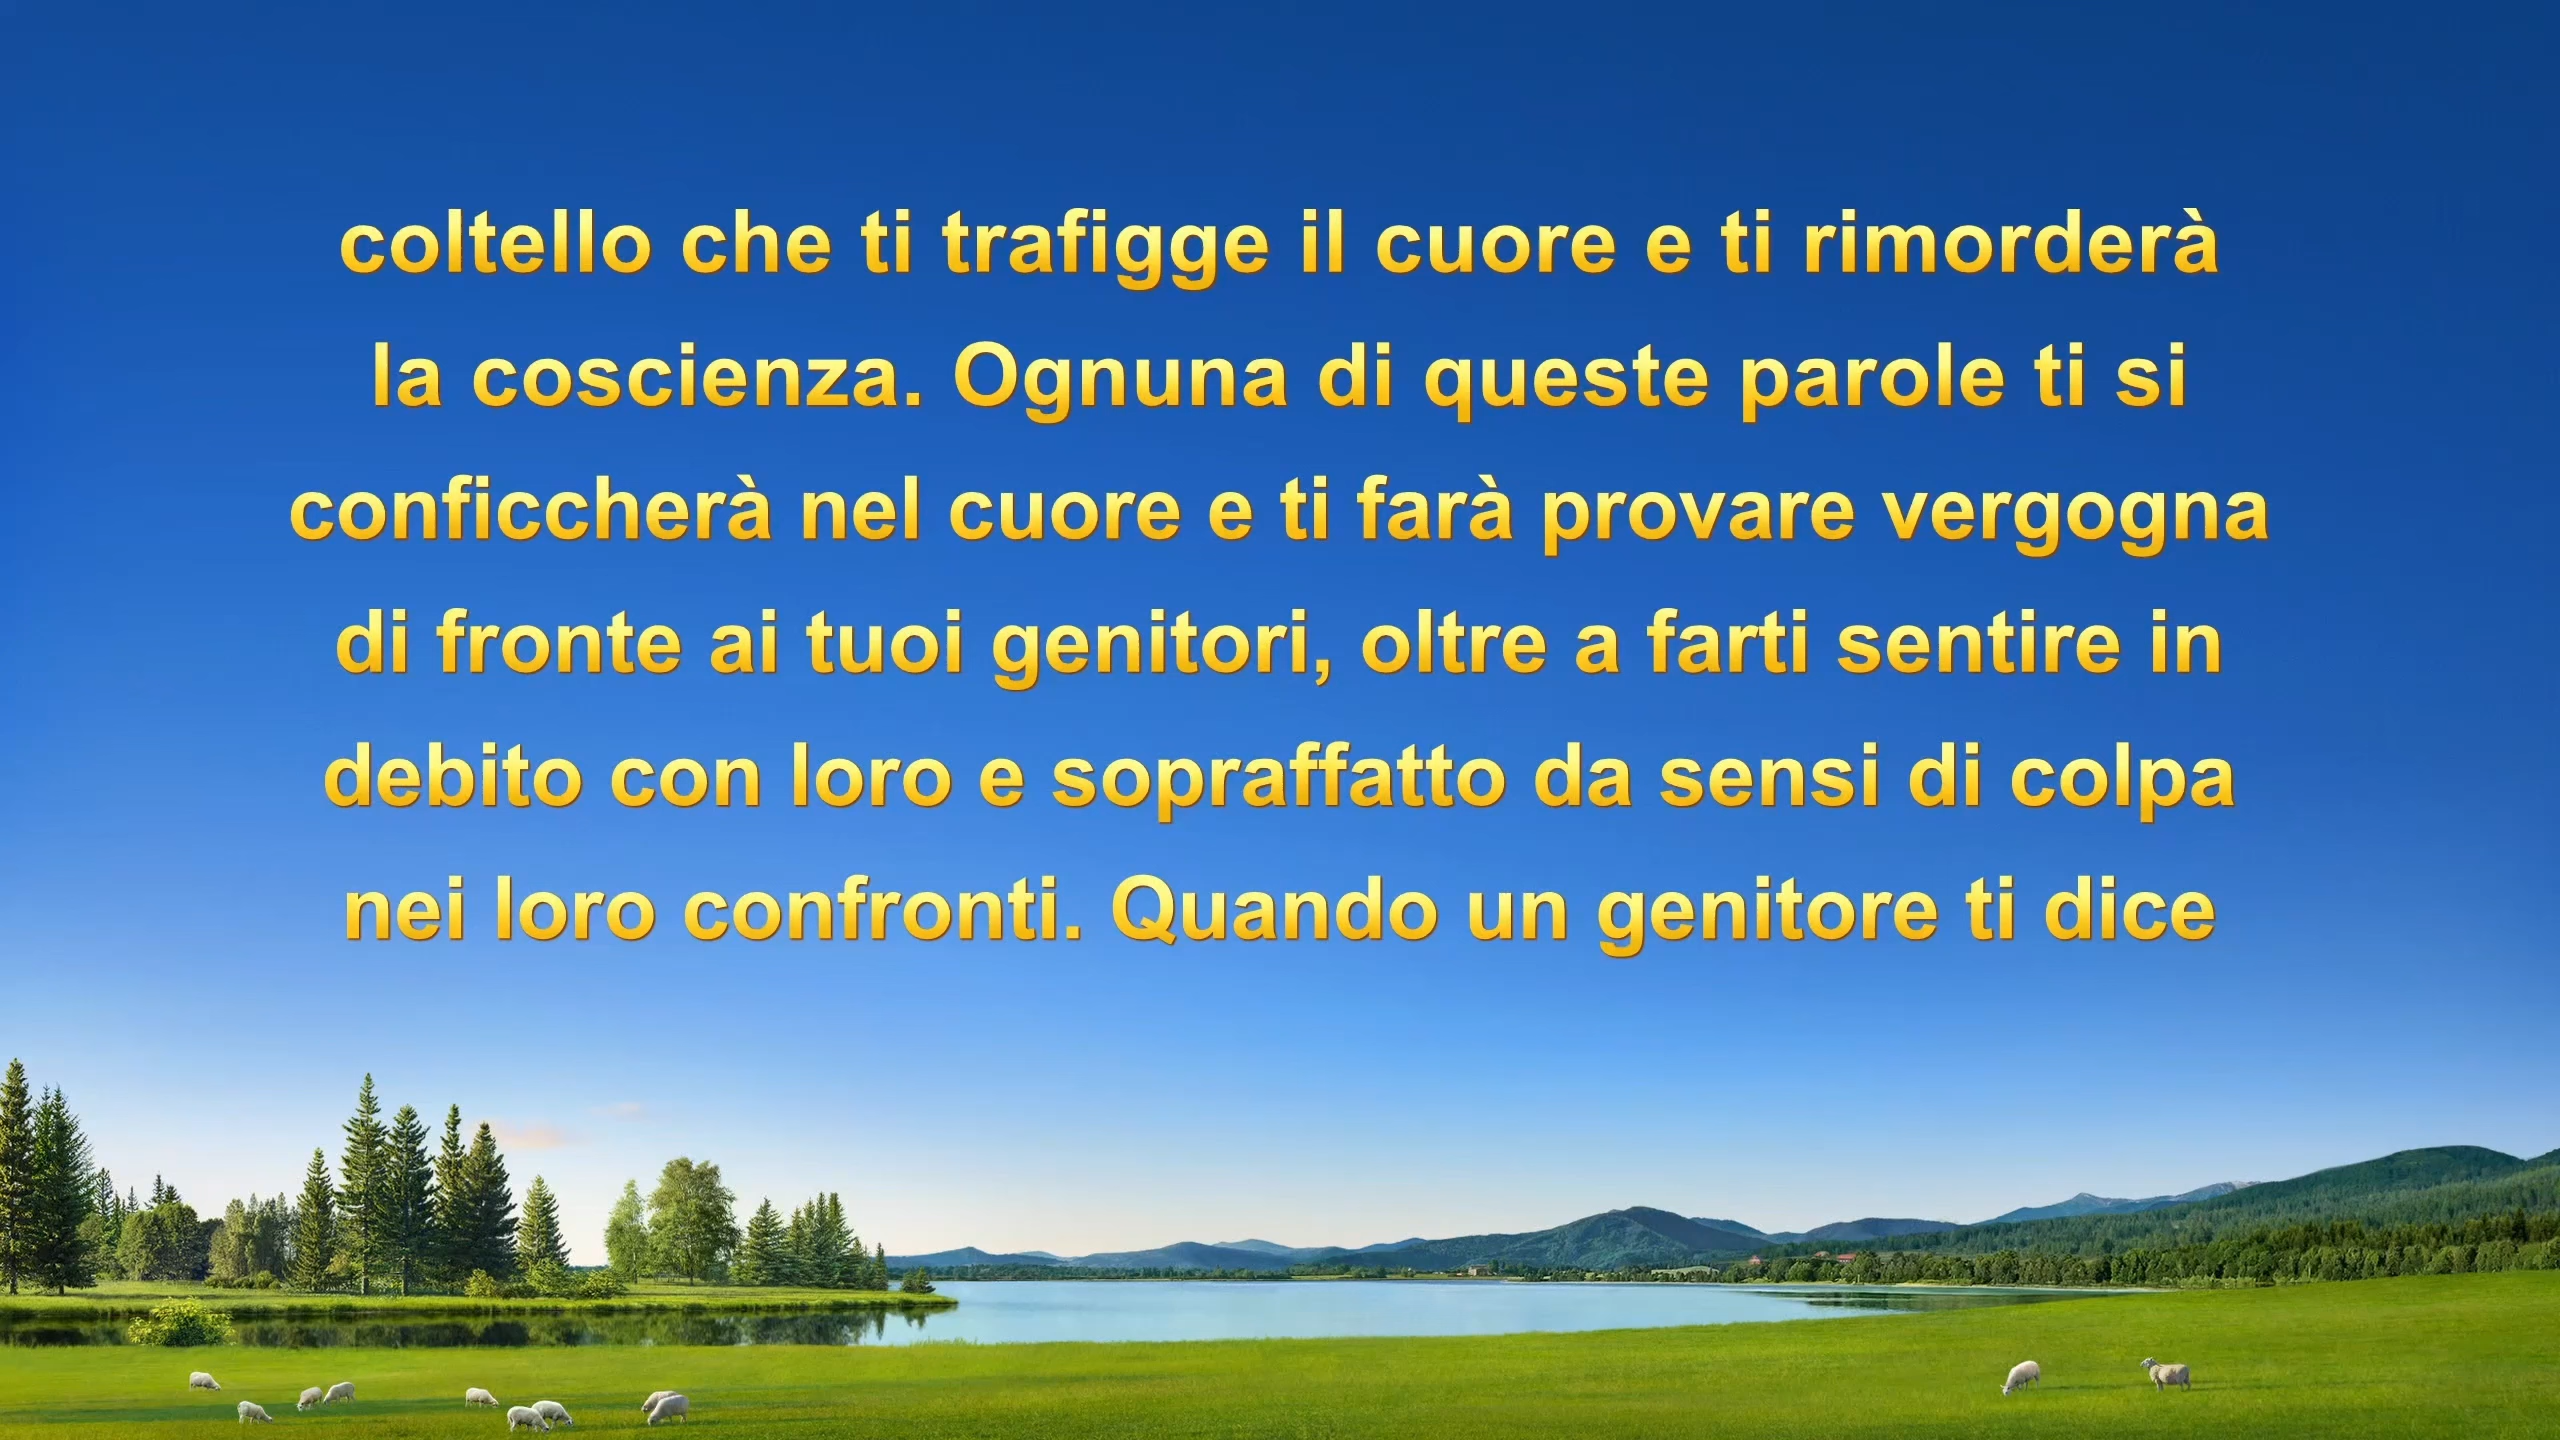 coltello che ti trafigge il cuore e ti rimorderà
la coscienza. Ognuna di queste parole ti si
conficcherà nel cuore e ti farà provare vergogna
di fronte ai tuoi genitori, oltre a farti sentire in
debito con loro e sopraffatto da sensi di colpa
nei loro confronti. Quando un genitore ti dice